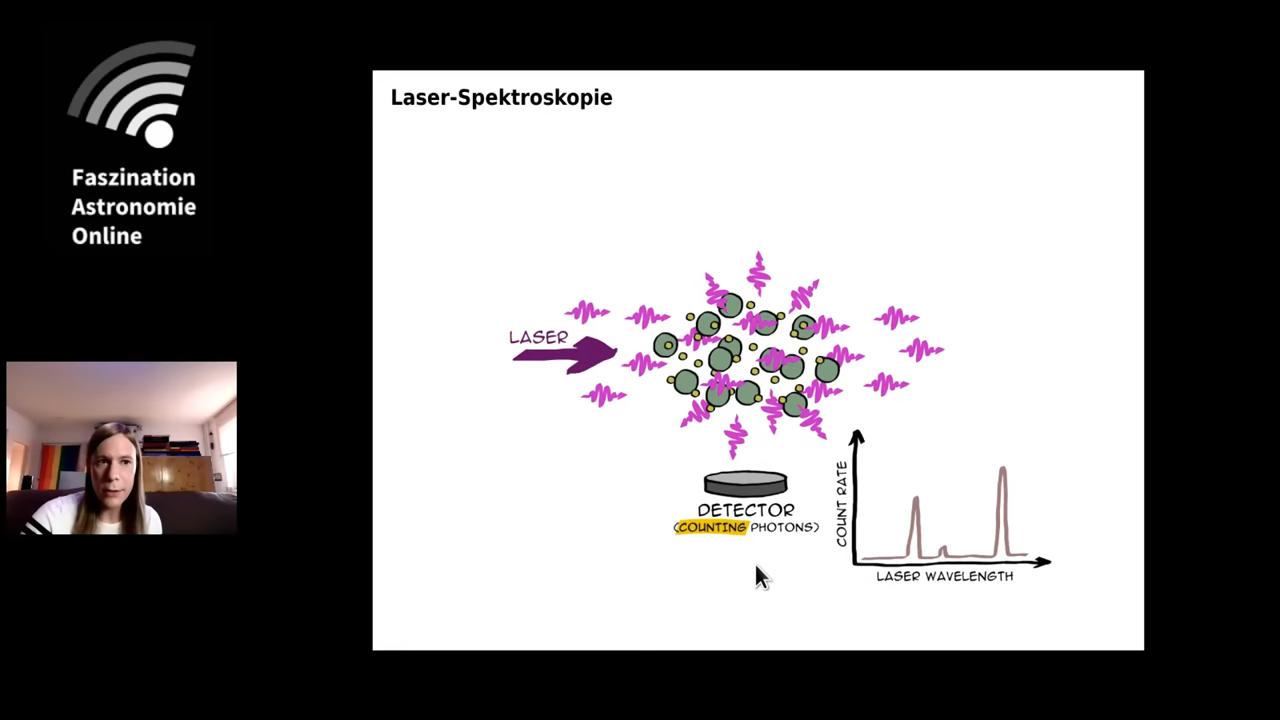 Faszination
Astronomie
Online
Laser-Spektroskopie
LASER
DETECTOR
(COUNTING PHOTONS)
COUNT RATE
LASER WAVELENGTH